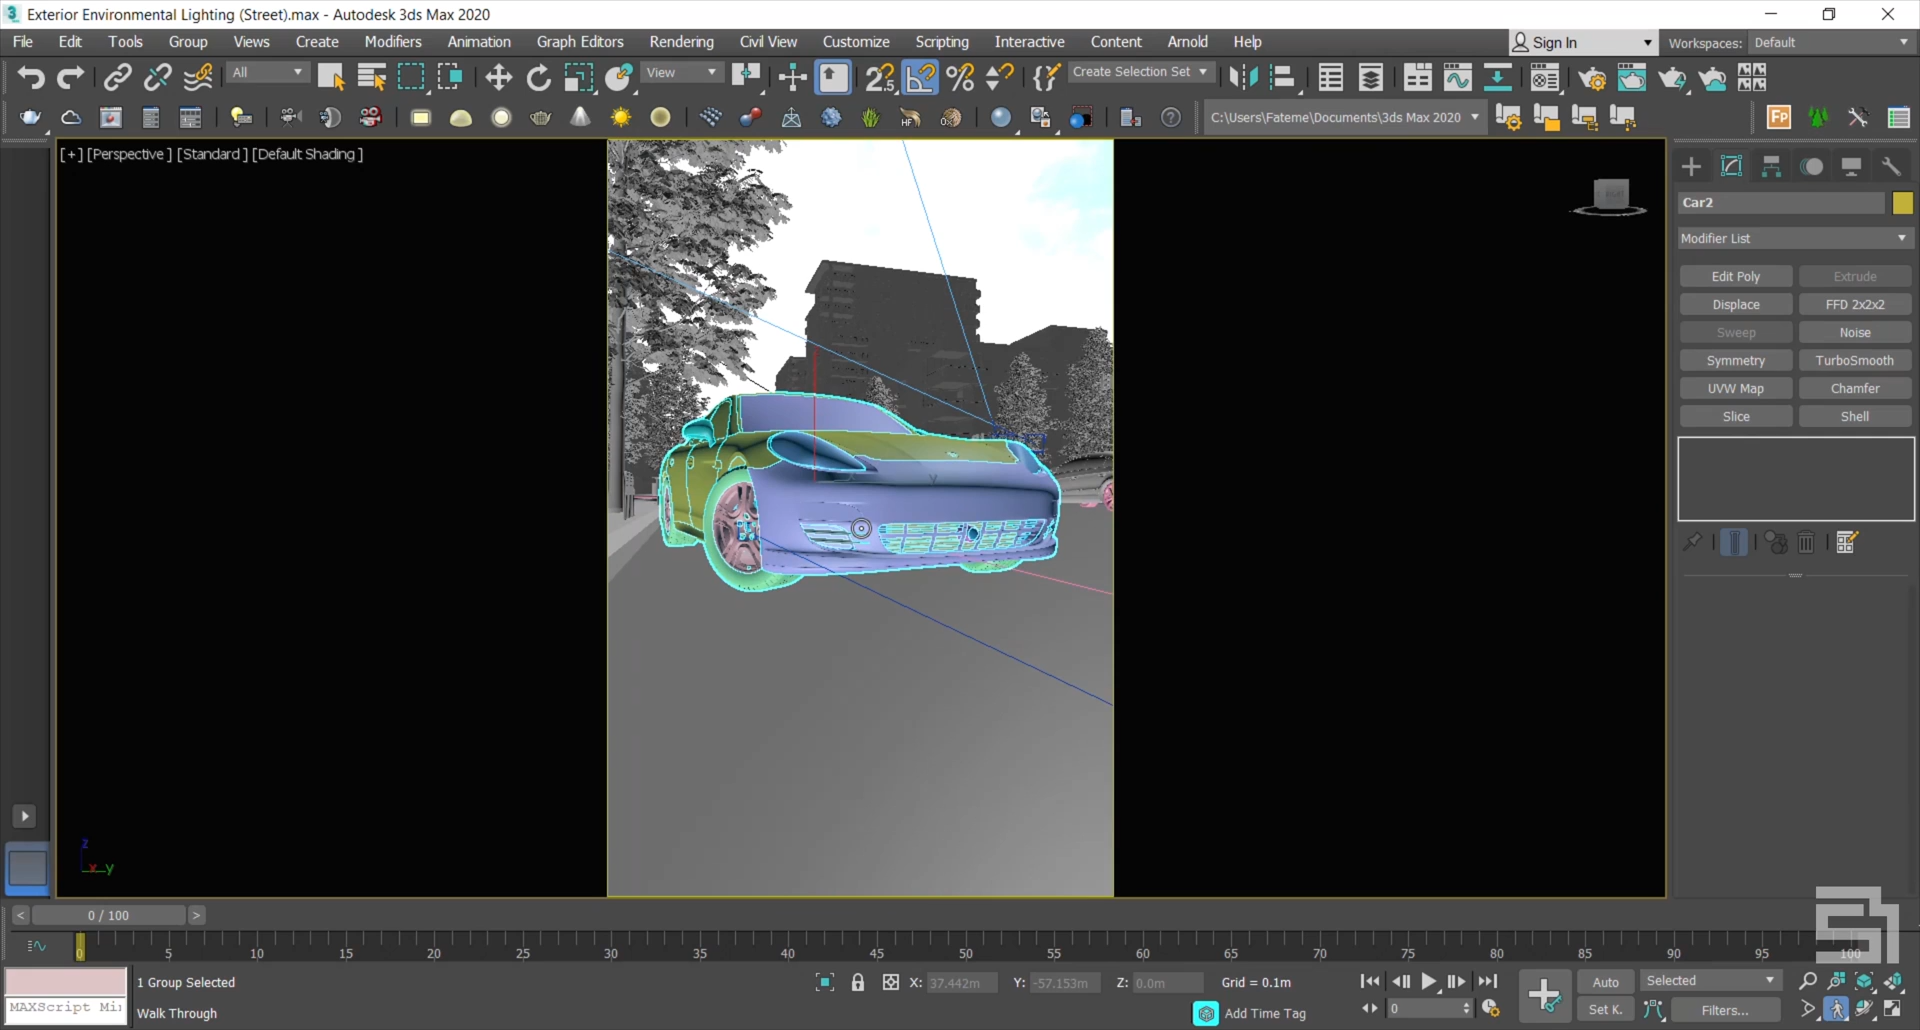 Exterior Environmental Lighting (Street).max - Autodesk 3ds Max 2020
File Edit Tools Group Views Create Modifiers Animation Graph Editors Rendering Civil View Customize Scripting Interactive Content Arnold Help
Sign In Workspaces: Default
All View Create Selection Set
C:\Users\Fateme\Documents\3ds Max 2020
[+] [Perspective ] [Standard ] [Default Shading ]
Car2
Modifier List
Edit Poly Extrude
Displace FFD 2x2x2
Sweep Noise
Symmetry TurboSmooth
UVW Map Chamfer
Slice Shell
z
x y
< 0 / 100 >
0 5 10 15 20 25 30 35 40 45 50 55 60 65 70 75 80 85 90 95 100
1 Group Selected X: 37.442m Y: -57.153m Z: 0.0m Grid = 0.1m Auto Selected
MAXScript Mi
Walk Through Add Time Tag 0 Set K. Filters...